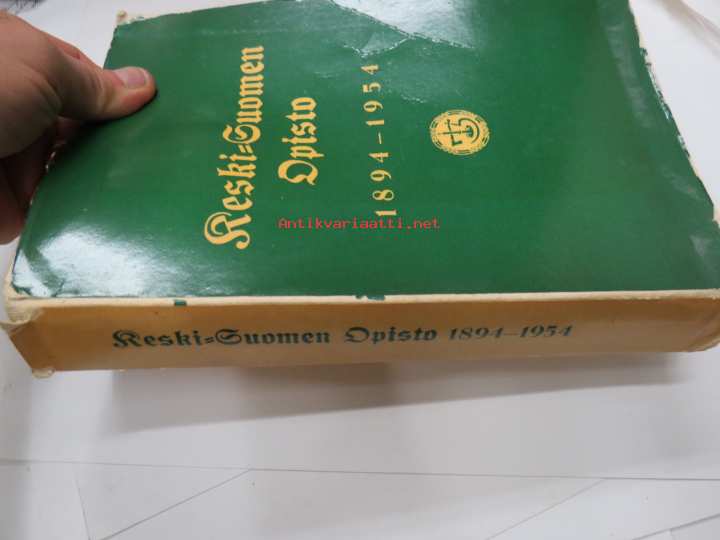 Keski-Suomen
Opisto
1894-1954
Antikvariaatti.net
Keski-Suomen Opisto 1894-1954